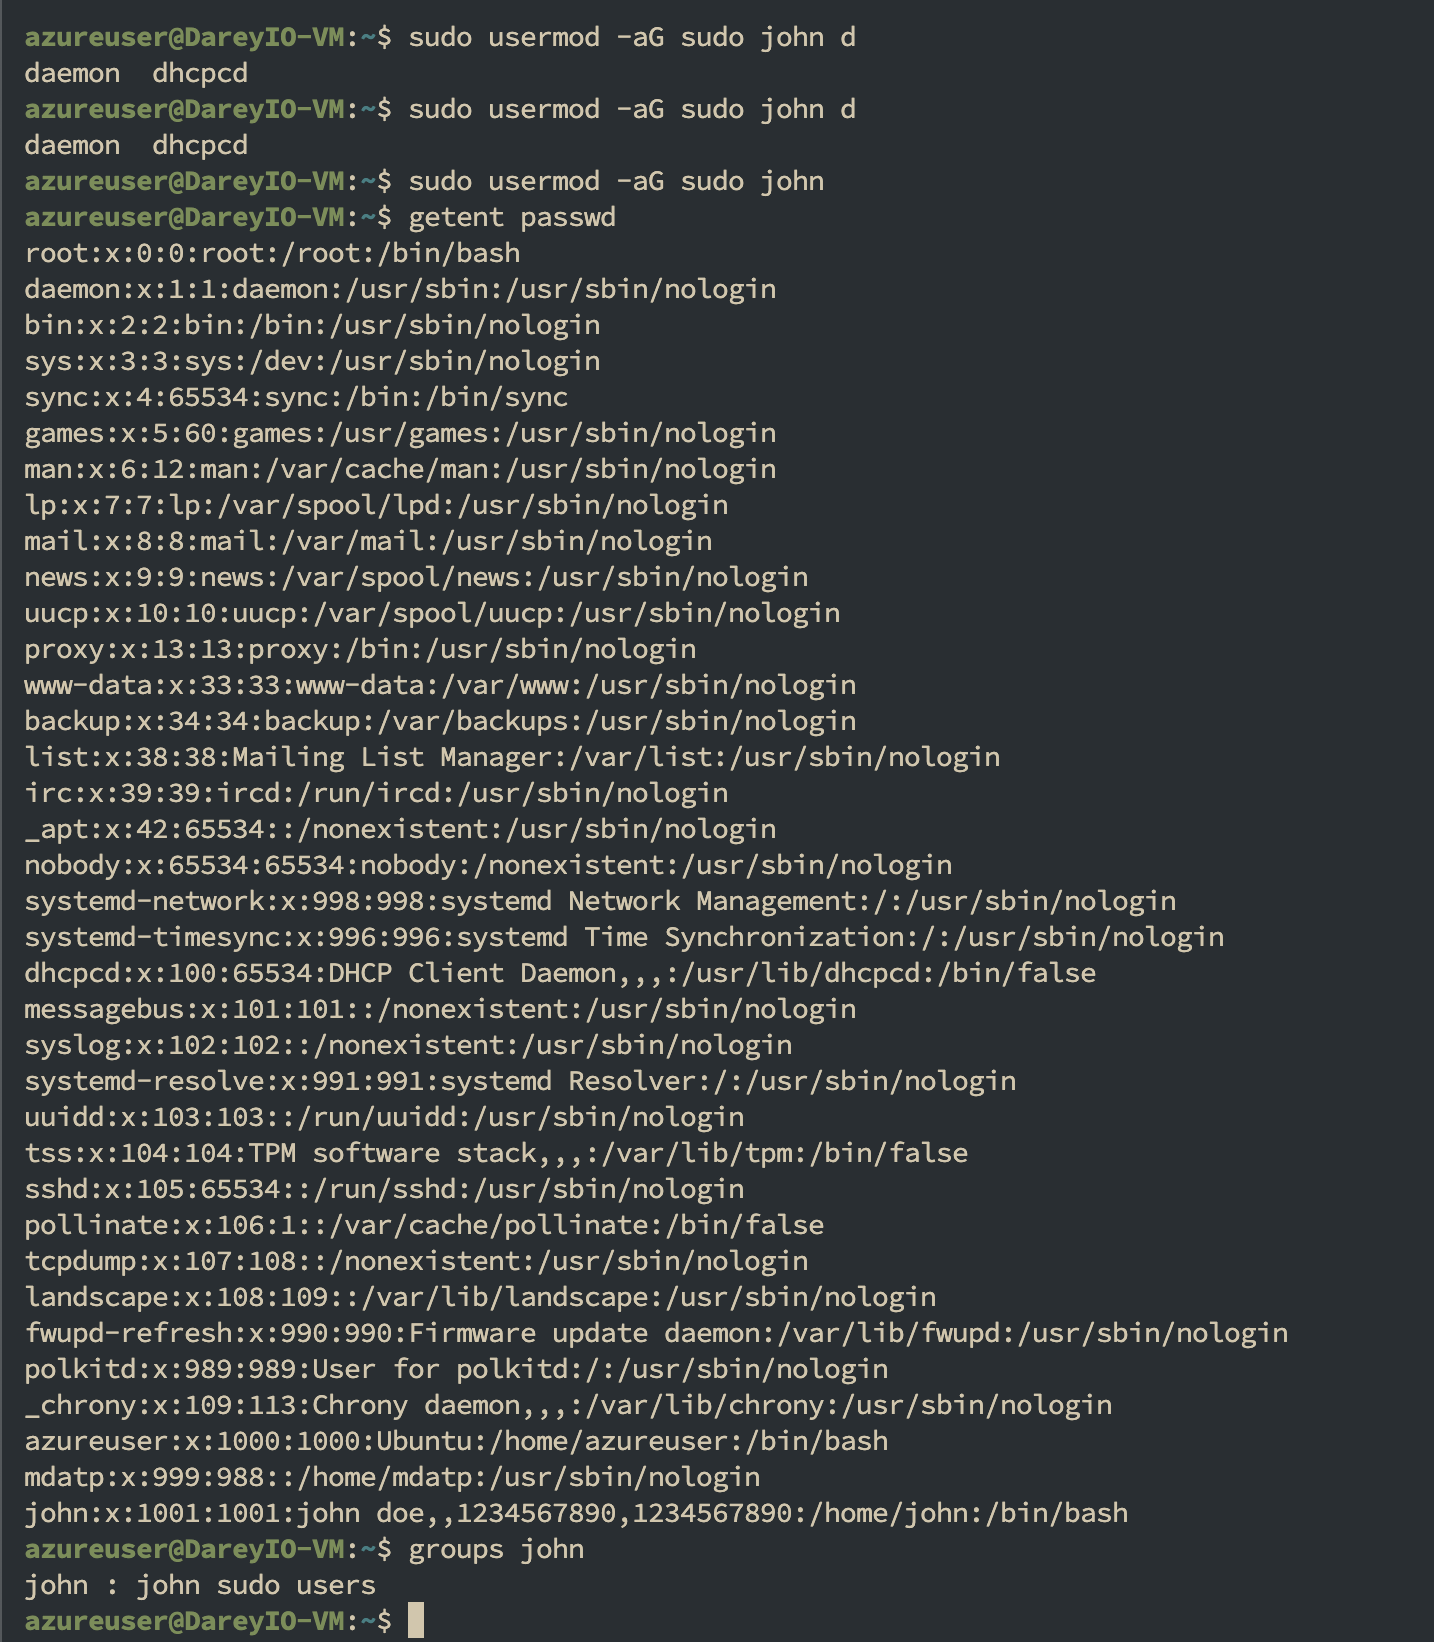 azureuser@DareyIO-VM:~$ sudo usermod -aG sudo john d
daemon  dhcpcd
azureuser@DareyIO-VM:~$ sudo usermod -aG sudo john d
daemon  dhcpcd
azureuser@DareyIO-VM:~$ sudo usermod -aG sudo john
azureuser@DareyIO-VM:~$ getent passwd
root:x:0:0:root:/root:/bin/bash
daemon:x:1:1:daemon:/usr/sbin:/usr/sbin/nologin
bin:x:2:2:bin:/bin:/usr/sbin/nologin
sys:x:3:3:sys:/dev:/usr/sbin/nologin
sync:x:4:65534:sync:/bin:/bin/sync
games:x:5:60:games:/usr/games:/usr/sbin/nologin
man:x:6:12:man:/var/cache/man:/usr/sbin/nologin
lp:x:7:7:lp:/var/spool/lpd:/usr/sbin/nologin
mail:x:8:8:mail:/var/mail:/usr/sbin/nologin
news:x:9:9:news:/var/spool/news:/usr/sbin/nologin
uucp:x:10:10:uucp:/var/spool/uucp:/usr/sbin/nologin
proxy:x:13:13:proxy:/bin:/usr/sbin/nologin
www-data:x:33:33:www-data:/var/www:/usr/sbin/nologin
backup:x:34:34:backup:/var/backups:/usr/sbin/nologin
list:x:38:38:Mailing List Manager:/var/list:/usr/sbin/nologin
irc:x:39:39:ircd:/run/ircd:/usr/sbin/nologin
_apt:x:42:65534::/nonexistent:/usr/sbin/nologin
nobody:x:65534:65534:nobody:/nonexistent:/usr/sbin/nologin
systemd-network:x:998:998:systemd Network Management:/:/usr/sbin/nologin
systemd-timesync:x:996:996:systemd Time Synchronization:/:/usr/sbin/nologin
dhcpcd:x:100:65534:DHCP Client Daemon,,,:/usr/lib/dhcpcd:/bin/false
messagebus:x:101:101::/nonexistent:/usr/sbin/nologin
syslog:x:102:102::/nonexistent:/usr/sbin/nologin
systemd-resolve:x:991:991:systemd Resolver:/:/usr/sbin/nologin
uuidd:x:103:103::/run/uuidd:/usr/sbin/nologin
tss:x:104:104:TPM software stack,,,:/var/lib/tpm:/bin/false
sshd:x:105:65534::/run/sshd:/usr/sbin/nologin
pollinate:x:106:1::/var/cache/pollinate:/bin/false
tcpdump:x:107:108::/nonexistent:/usr/sbin/nologin
landscape:x:108:109::/var/lib/landscape:/usr/sbin/nologin
fwupd-refresh:x:990:990:Firmware update daemon:/var/lib/fwupd:/usr/sbin/nologin
polkitd:x:989:989:User for polkitd:/:/usr/sbin/nologin
_chrony:x:109:113:Chrony daemon,,,:/var/lib/chrony:/usr/sbin/nologin
azureuser:x:1000:1000:Ubuntu:/home/azureuser:/bin/bash
mdatp:x:999:988::/home/mdatp:/usr/sbin/nologin
john:x:1001:1001:john doe,,1234567890,1234567890:/home/john:/bin/bash
azureuser@DareyIO-VM:~$ groups john
john : john sudo users
azureuser@DareyIO-VM:~$